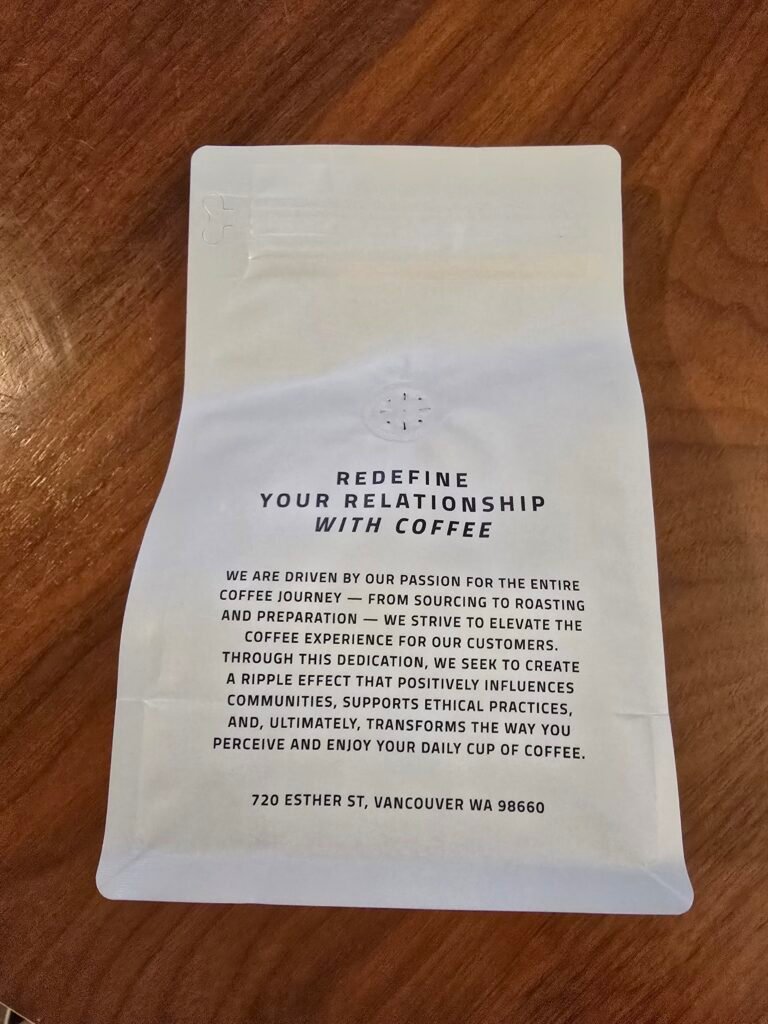 REDEFINE
YOUR RELATIONSHIP
WITH COFFEE
WE ARE DRIVEN BY OUR PASSION FOR THE ENTIRE
COFFEE JOURNEY — FROM SOURCING TO ROASTING
AND PREPARATION — WE STRIVE TO ELEVATE THE
COFFEE EXPERIENCE FOR OUR CUSTOMERS.
THROUGH THIS DEDICATION, WE SEEK TO CREATE
A RIPPLE EFFECT THAT POSITIVELY INFLUENCES
COMMUNITIES, SUPPORTS ETHICAL PRACTICES,
AND, ULTIMATELY, TRANSFORMS THE WAY YOU
PERCEIVE AND ENJOY YOUR DAILY CUP OF COFFEE.
720 ESTHER ST, VANCOUVER WA 98660